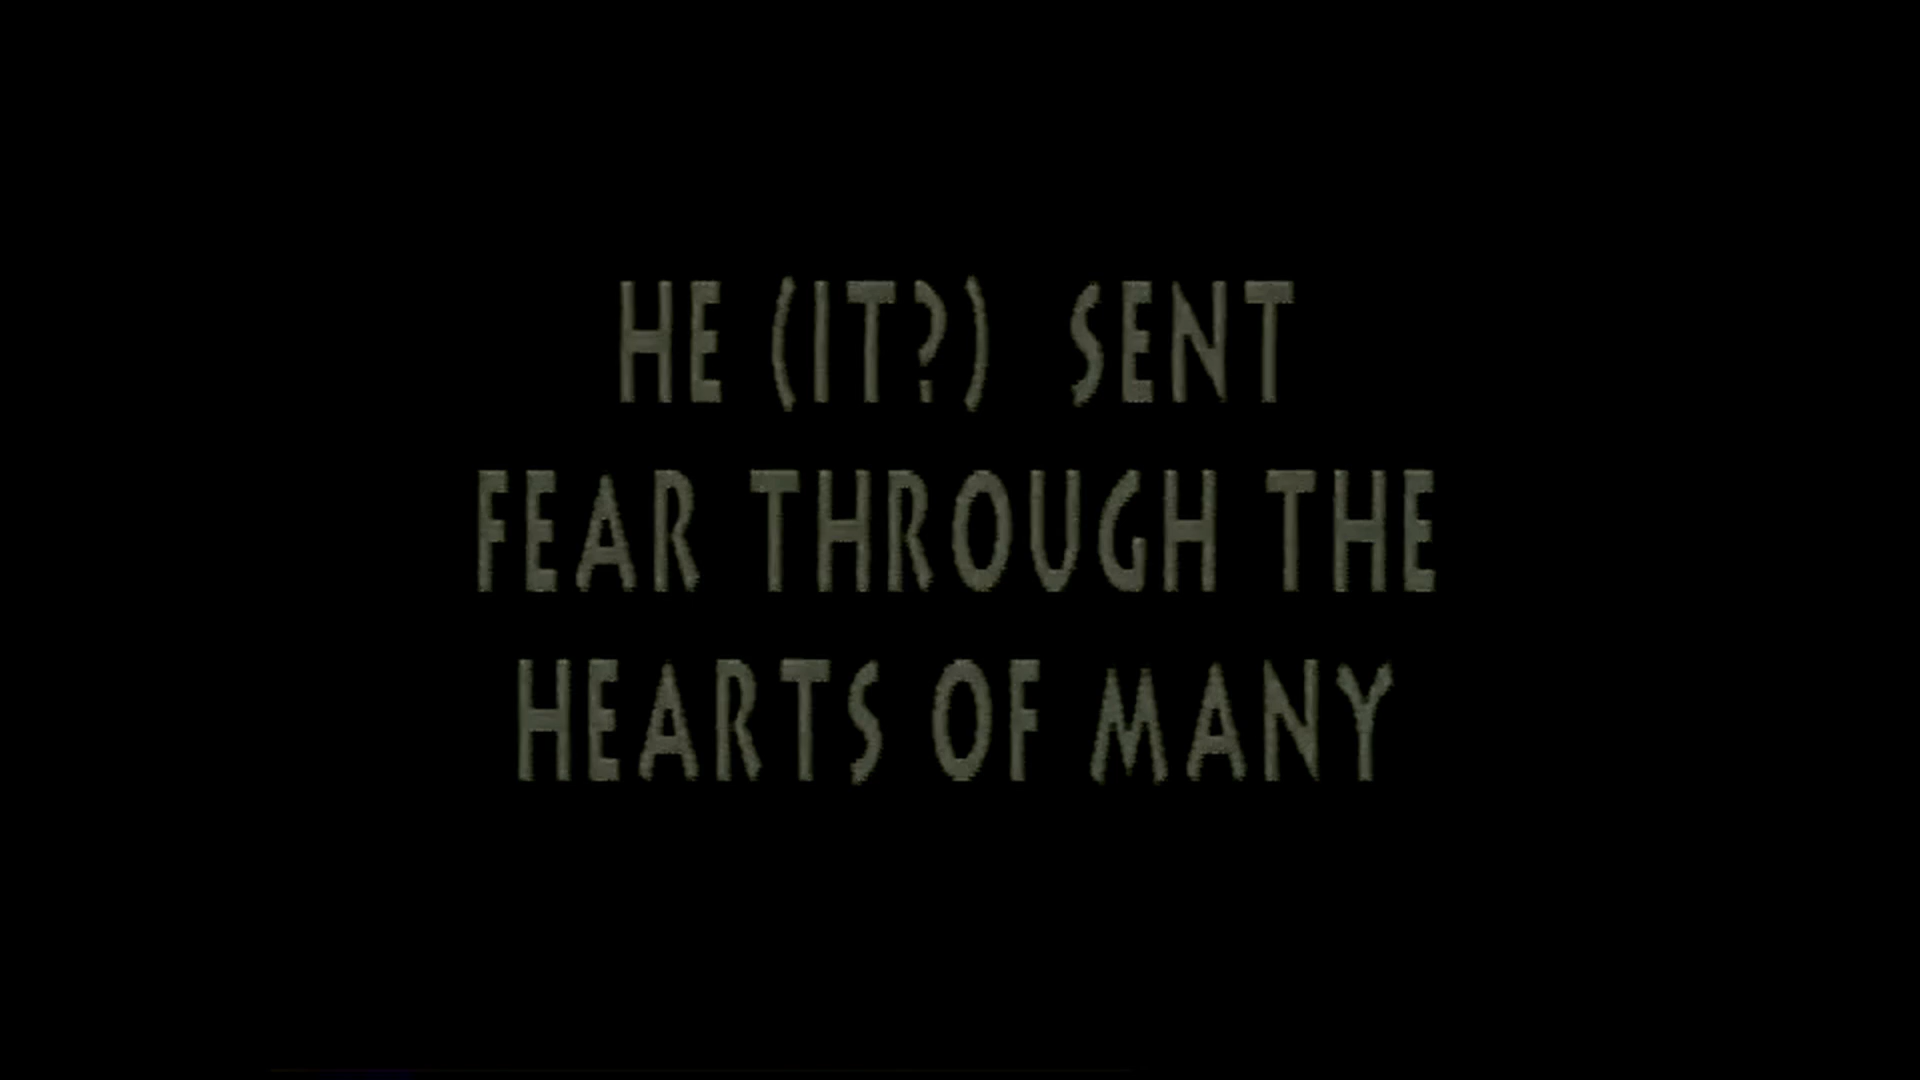 HE (IT?) SENT
FEAR THROUGH THE
HEARTS OF MANY